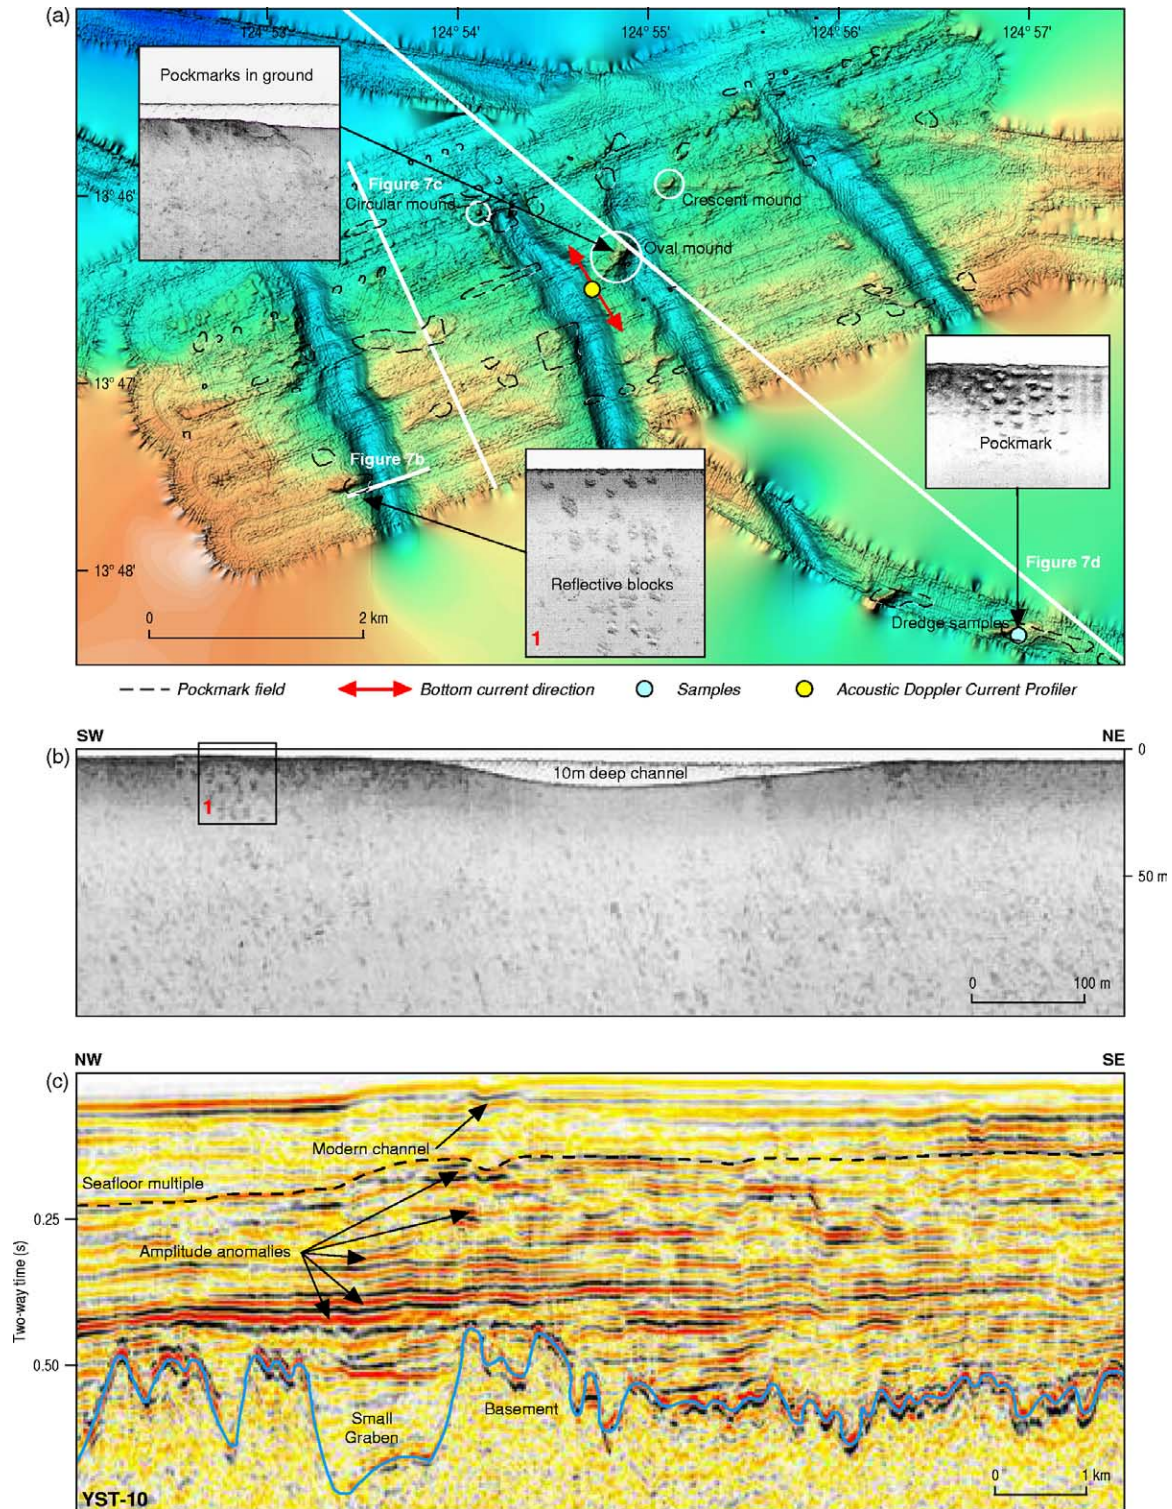 (a)
124° 53'
124° 54'
124° 55'
124° 56'
124° 57'
Pockmarks in ground
13° 46'
Figure 7c
Circular mound
Crescent mound
Oval mound
13° 47'
Pockmark
Figure 7b
13° 48'
Reflective blocks
Figure 7d
0
2 km
1
Dredge samples
Pockmark field
Bottom current direction
Samples
Acoustic Doppler Current Profiler
SW
NE
(b)
0
10m deep channel
1
50 m
0
100 m
NW
SE
(c)
Modern channel
Seafloor multiple
0.25
Amplitude anomalles
Two-way time (s)
0.50
Small
Graben
Basement
0
1 km
YST-10